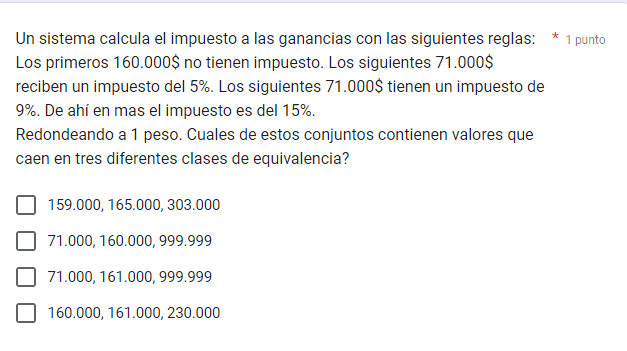 Un sistema calcula el impuesto a las ganancias con las siguientes reglas: * 1 punto
Los primeros 160.000$ no tienen impuesto. Los siguientes 71.000$
reciben un impuesto del 5%. Los siguientes 71.000$ tienen un impuesto de
9%. De ahí en mas el impuesto es del 15%.
Redondeando a 1 peso. Cuales de estos conjuntos contienen valores que
caen en tres diferentes clases de equivalencia?
159.000, 165.000, 303.000
71.000, 160.000, 999.999
71.000, 161.000, 999.999
160.000, 161.000, 230.000